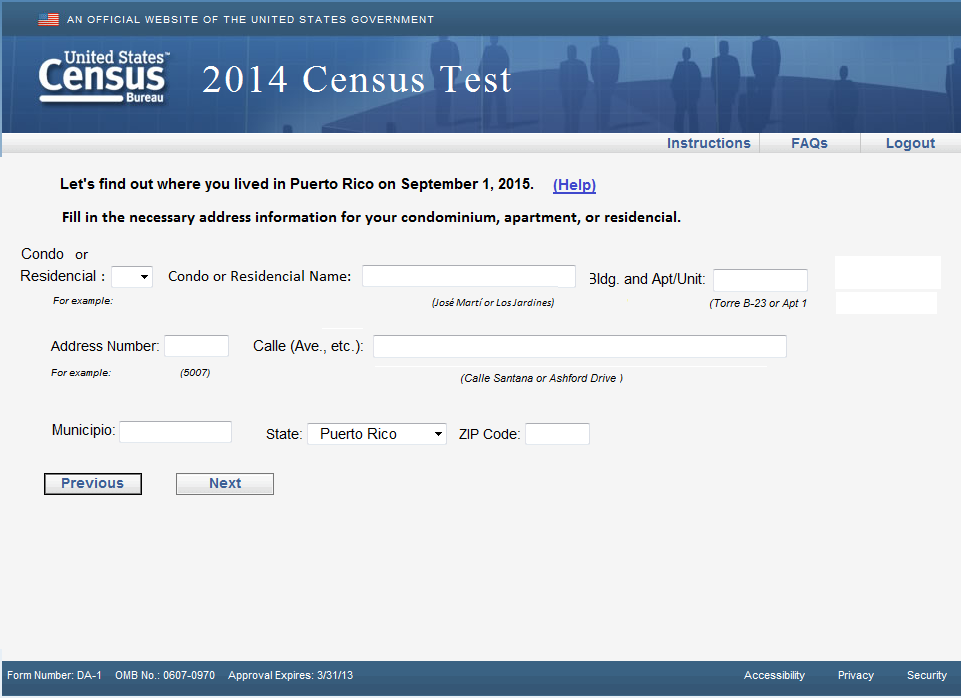 AN OFFICIAL WEBSITE OF THE UNITED STATES GOVERNMENT
United States™
Census
Bureau
2014 Census Test
Instructions FAQs Logout
Let's find out where you lived in Puerto Rico on September 1, 2015. (Help)
Fill in the necessary address information for your condominium, apartment, or residencial.
Condo or
Residencial : Condo or Residencial Name: Bldg. and Apt/Unit:
For example: (José Martí or Los Jardines) (Torre B-23 or Apt 1
Address Number: Calle (Ave., etc.):
For example: (5007) (Calle Santana or Ashford Drive )
Municipio: State: Puerto Rico ZIP Code:
Previous Next
Form Number: DA-1 OMB No.: 0607-0970 Approval Expires: 3/31/13 Accessibility Privacy Security